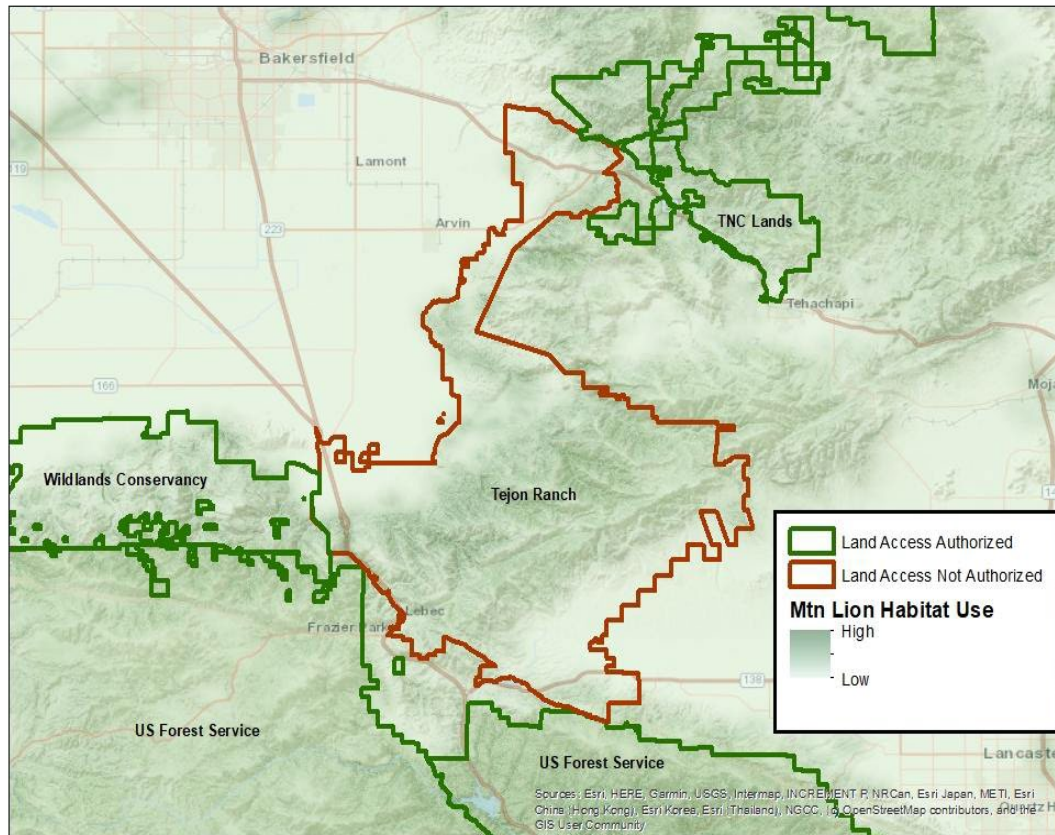 Bakersfield
119
Lamont
Arvin
223
TNC Lands
Tehachapi
166
Wildlands Conservancy
Tejon Ranch
Lebec
Frazier Park
138
US Forest Service
US Forest Service
Land Access Authorized
Land Access Not Authorized
Mtn Lion Habitat Use
High
Low
Sources: Esri, HERE, Garmin, USGS, Intermap, INCREMENT P, NRCan, Esri Japan, METI, Esri
China (Hong Kong), Esri Korea, Esri (Thailand), NGCC, (c) OpenStreetMap contributors, and the
GIS User Community